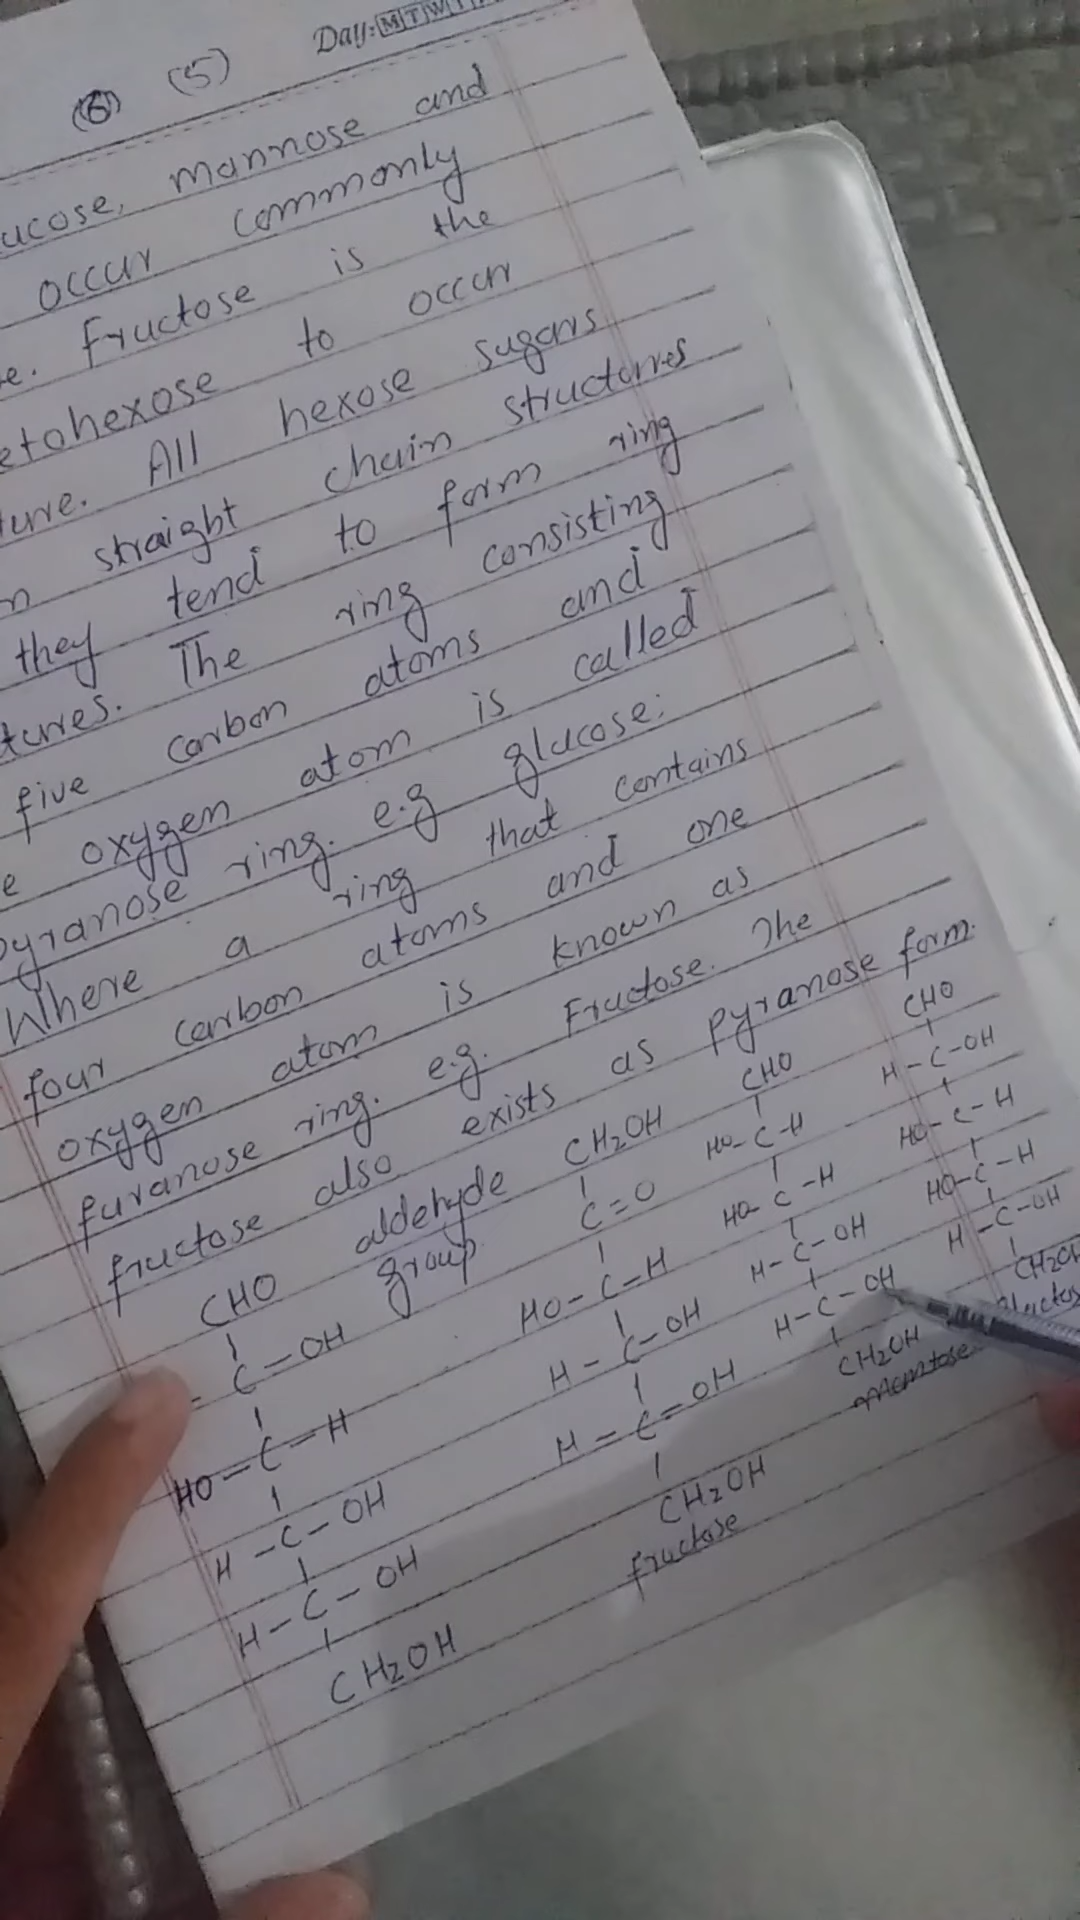 (6) (5) Day: M T W T
ucose, mannose and
occur commonly
e. Fructose is the
etohexose to occur
ture. All hexose sugars
n straight chain structures
they tend to form ring
tures. The ring consisting
five carbon atoms and
e oxygen atom is called
pyranose ring. e.g glucose.
Where a ring that contains
four carbon atoms and one
oxygen atom is known as
furanose ring. e.g. Fructose. The
fructose also exists as pyranose form.
CHO aldehyde group CH2OH CHO CHO
C-OH C=O HO-C-H H-C-OH
HO-C-H HO-C-H HO-C-H HO-C-H
H-C-OH H-C-OH H-C-OH HO-C-H
H-C-OH H-C-OH H-C-OH H-C-OH
CH2OH CH2OH CH2OH CH2OH
fructose